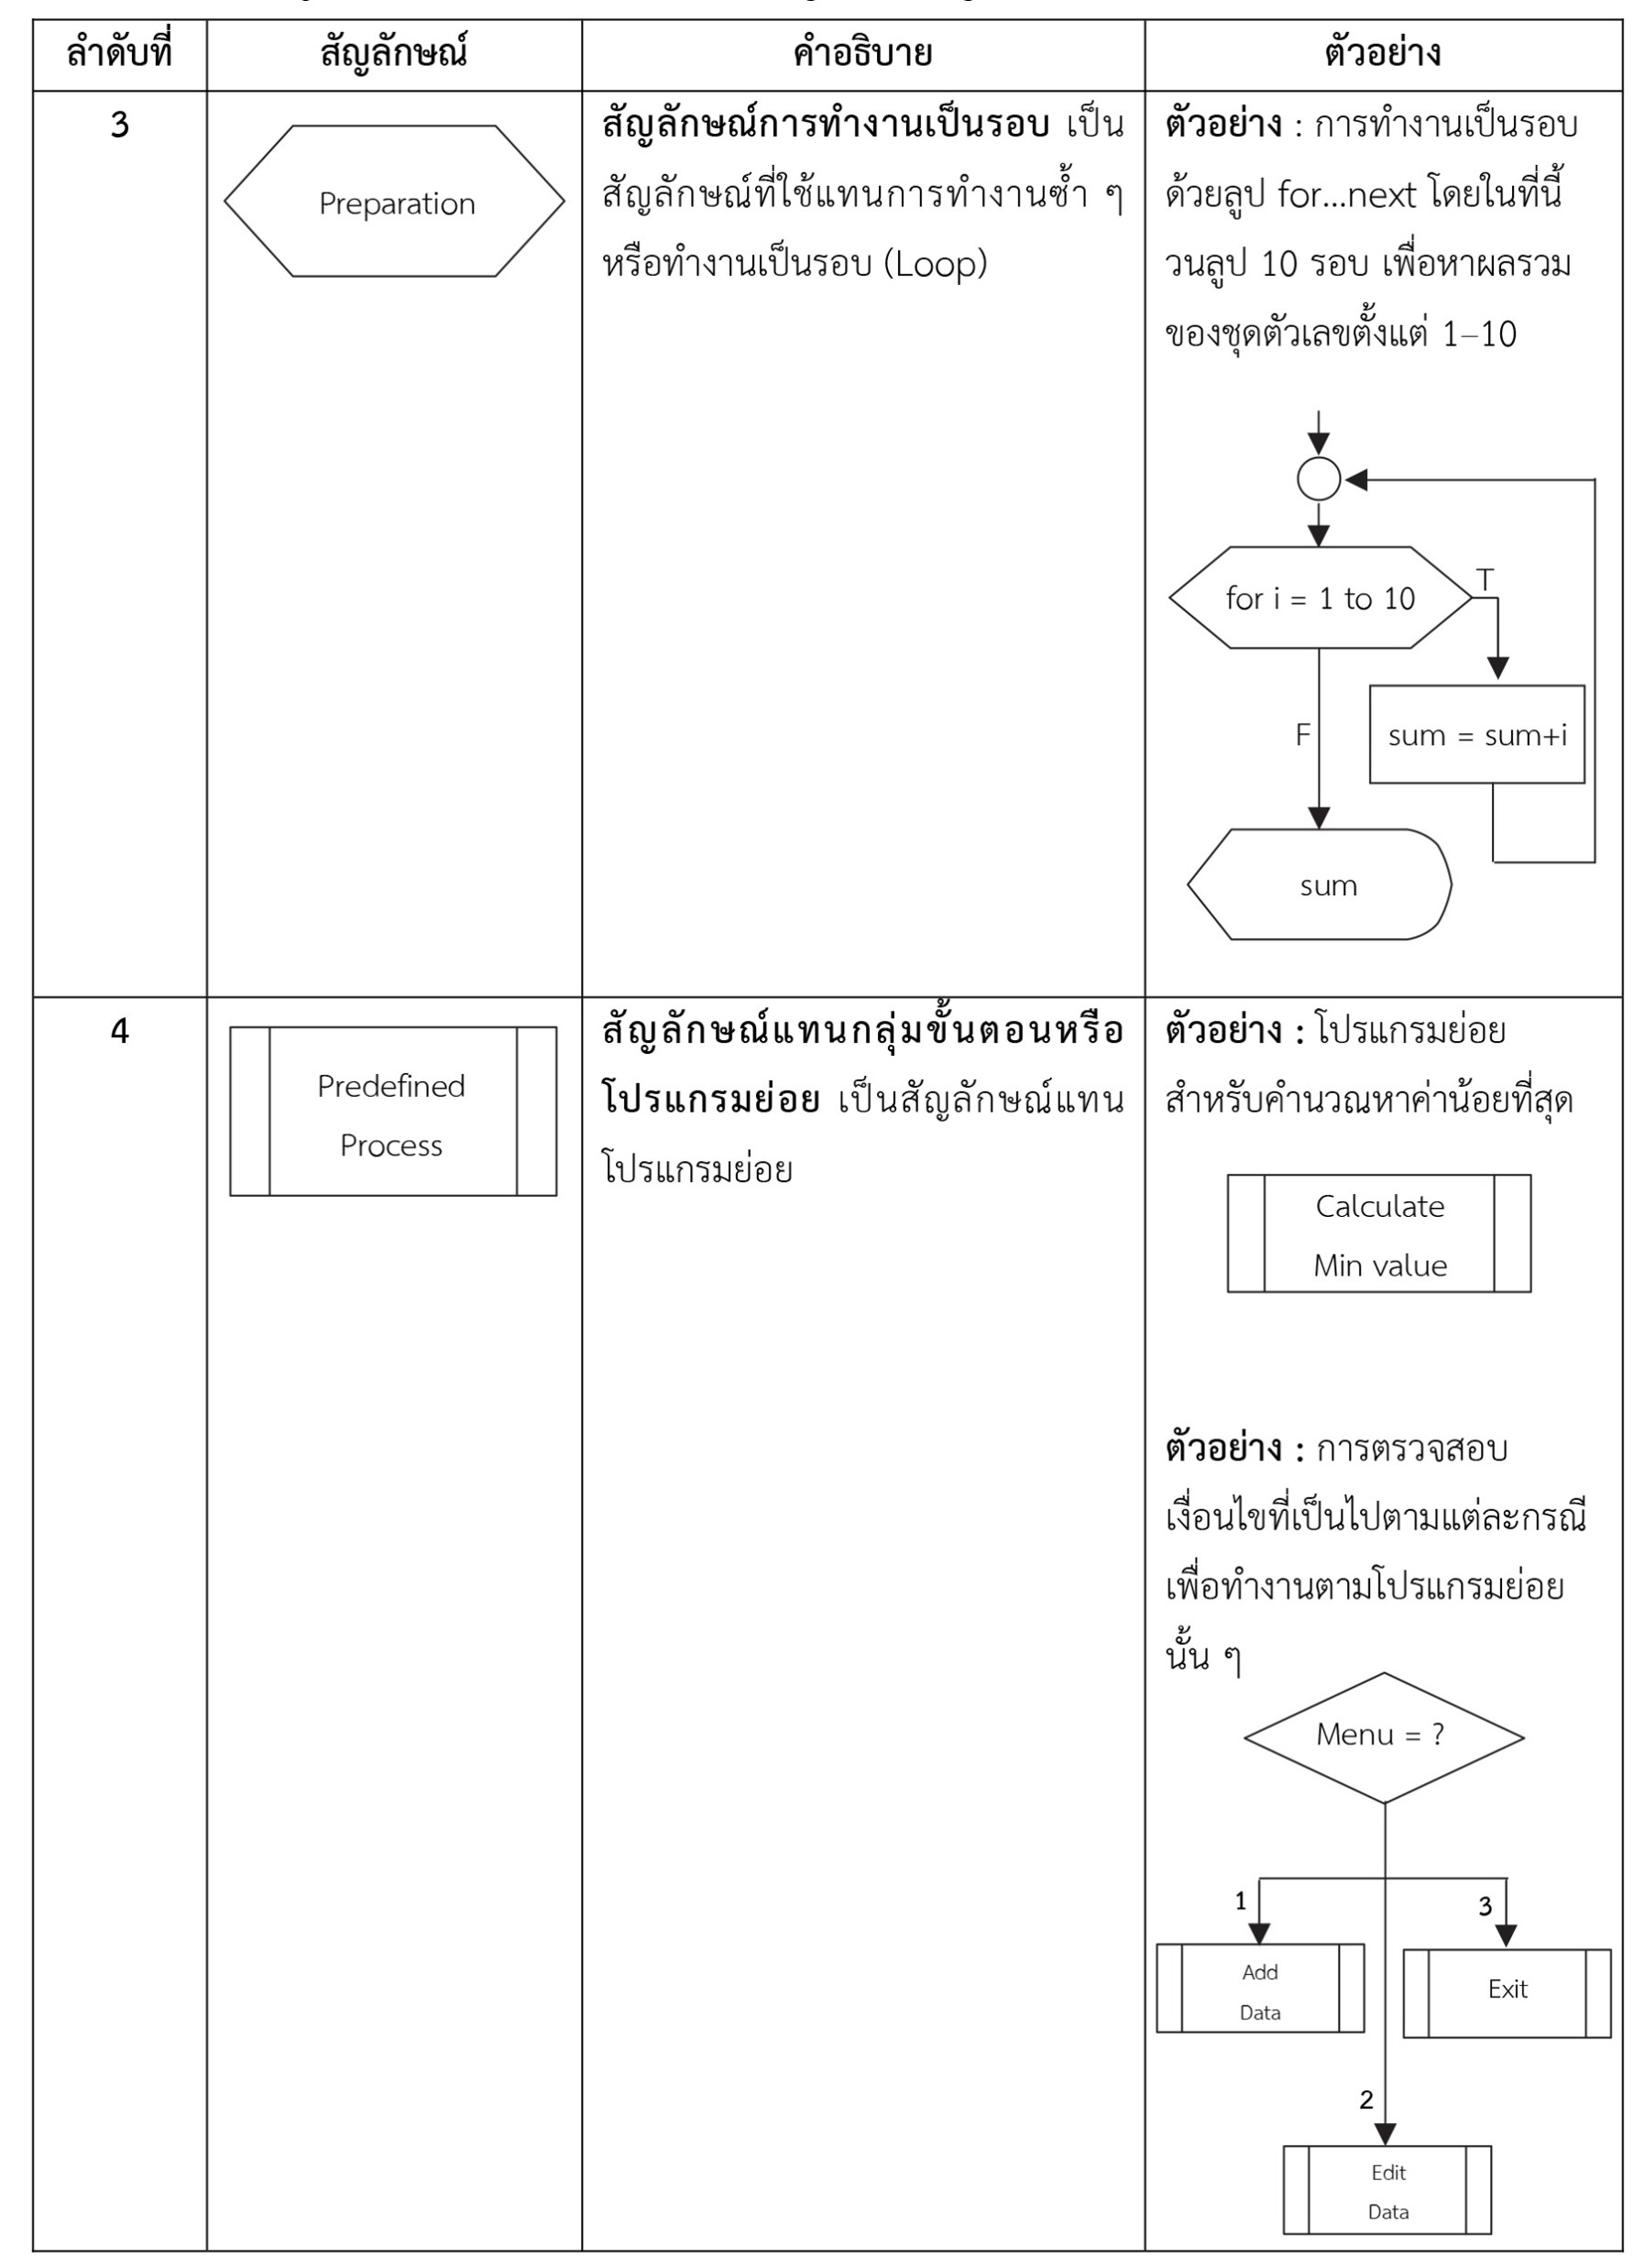 ลำดับที่
สัญลักษณ์
คำอธิบาย
ตัวอย่าง
3
Preparation
สัญลักษณ์การทำงานเป็นรอบ เป็น
สัญลักษณ์ที่ใช้แทนการทำงานซ้ำ ๆ
หรือทำงานเป็นรอบ (Loop)
ตัวอย่าง : การทำงานเป็นรอบ
ด้วยลูป for...next โดยในที่นี้
วนลูป 10 รอบ เพื่อหาผลรวม
ของชุดตัวเลขตั้งแต่ 1–10
for i = 1 to 10
T
F
sum = sum+i
sum
4
Predefined
Process
สัญลักษณ์แทนกลุ่มขั้นตอนหรือ
โปรแกรมย่อย เป็นสัญลักษณ์แทน
โปรแกรมย่อย
ตัวอย่าง : โปรแกรมย่อย
สำหรับคำนวณหาค่าน้อยที่สุด
Calculate
Min value
ตัวอย่าง : การตรวจสอบ
เงื่อนไขที่เป็นไปตามแต่ละกรณี
เพื่อทำงานตามโปรแกรมย่อย
นั้น ๆ
Menu = ?
1
3
Add
Data
Exit
2
Edit
Data